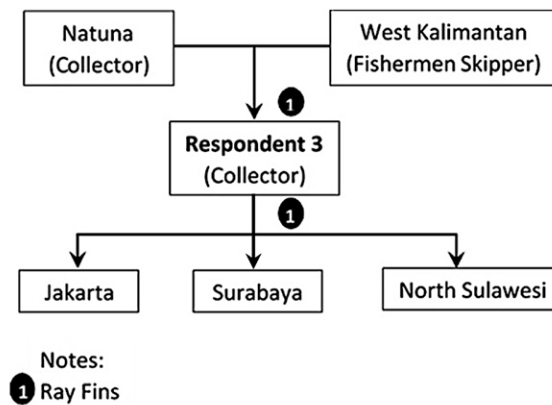 Natuna
(Collector)
West Kalimantan
(Fishermen Skipper)
1
Respondent 3
(Collector)
1
Jakarta
Surabaya
North Sulawesi
Notes:
1 Ray Fins